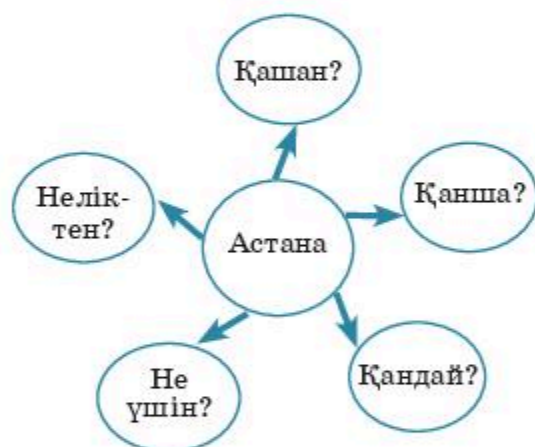 Қашан?
Нелік-
тен?
Қанша?
Астана
Не
үшін?
Қандай?